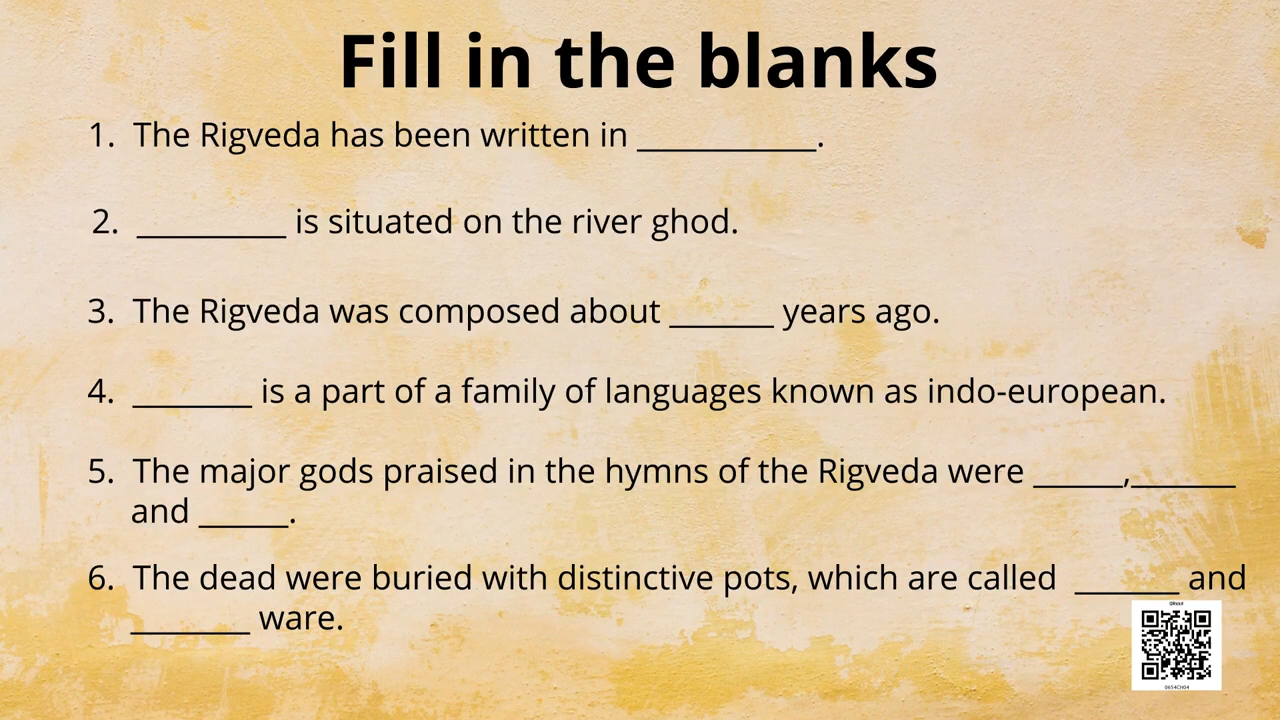 Fill in the blanks
1. The Rigveda has been written in ____________.
2. __________ is situated on the river ghod.
3. The Rigveda was composed about _______ years ago.
4. ________ is a part of a family of languages known as indo-european.
5. The major gods praised in the hymns of the Rigveda were ______,_______
and ______.
6. The dead were buried with distinctive pots, which are called _______ and
________ ware.
0654CH04